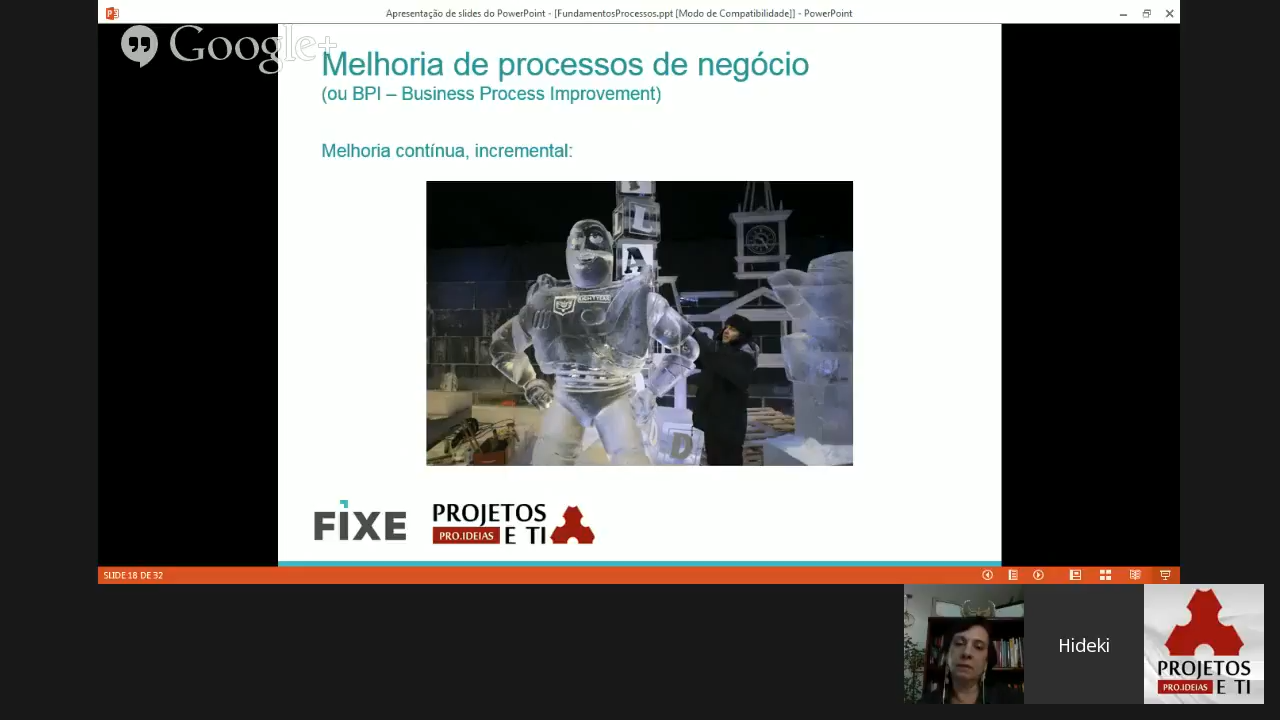 Apresentação de slides do PowerPoint - [FundamentosProcessos.ppt [Modo de Compatibilidade]] - PowerPoint
Google+
Melhoria de processos de negócio
(ou BPI – Business Process Improvement)
Melhoria contínua, incremental:
L
A
D
FIXE
PROJETOS
PRO.IDEIAS E TI
SLIDE 18 DE 32
Hideki
PROJETOS
PRO.IDEIAS E TI